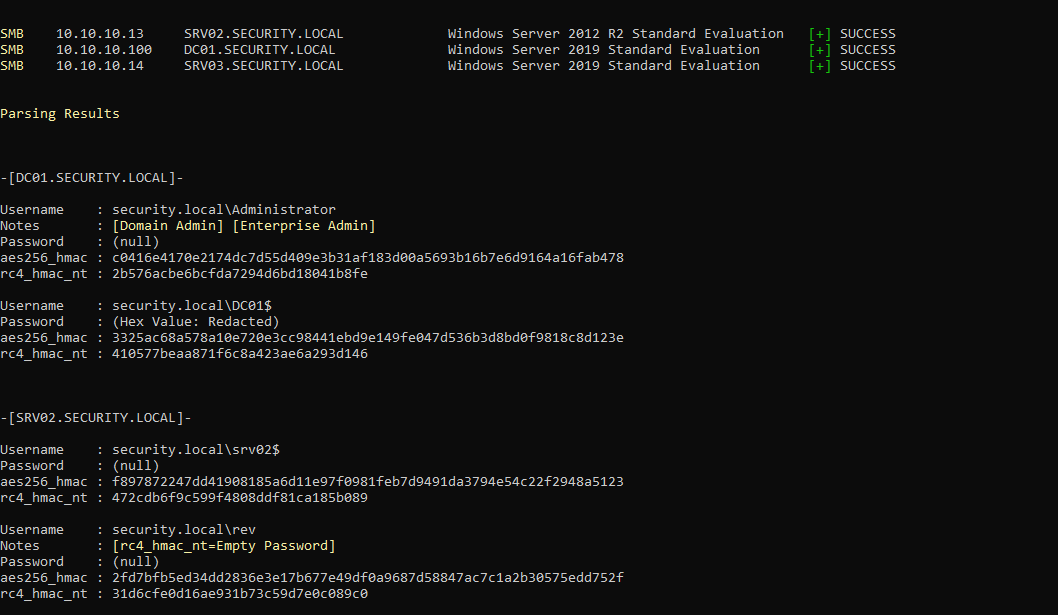 SMB 10.10.10.13 SRV02.SECURITY.LOCAL Windows Server 2012 R2 Standard Evaluation [+] SUCCESS
SMB 10.10.10.100 DC01.SECURITY.LOCAL Windows Server 2019 Standard Evaluation [+] SUCCESS
SMB 10.10.10.14 SRV03.SECURITY.LOCAL Windows Server 2019 Standard Evaluation [+] SUCCESS
Parsing Results
-[DC01.SECURITY.LOCAL]-
Username : security.local\Administrator
Notes : [Domain Admin] [Enterprise Admin]
Password : (null)
aes256_hmac : c0416e4170e2174dc7d55d409e3b31af183d00a5693b16b7e6d9164a16fab478
rc4_hmac_nt : 2b576acbe6bcfda7294d6bd18041b8fe
Username : security.local\DC01$
Password : (Hex Value: Redacted)
aes256_hmac : 3325ac68a578a10e720e3cc98441ebd9e149fe047d536b3d8bd0f9818c8d123e
rc4_hmac_nt : 410577beaa871f6c8a423ae6a293d146
-[SRV02.SECURITY.LOCAL]-
Username : security.local\srv02$
Password : (null)
aes256_hmac : f897872247dd41908185a6d11e97f0981feb7d9491da3794e54c22f2948a5123
rc4_hmac_nt : 472cdb6f9c599f4808ddf81ca185b089
Username : security.local\rev
Notes : [rc4_hmac_nt=Empty Password]
Password : (null)
aes256_hmac : 2fd7bfb5ed34dd2836e3e17b677e49df0a9687d58847ac7c1a2b30575edd752f
rc4_hmac_nt : 31d6cfe0d16ae931b73c59d7e0c089c0